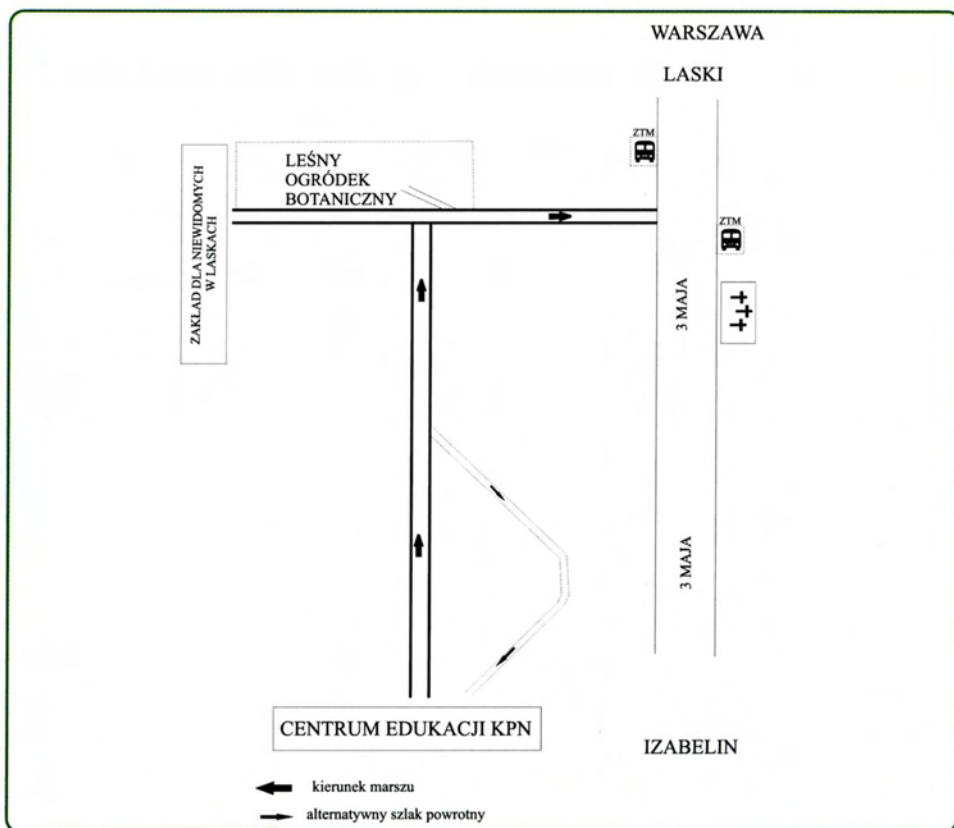 WARSZAWA
LASKI
ZTM
LEŚNY
OGRÓDEK
BOTANICZNY
ZAKŁAD DLA NIEWIDOMYCH
W LASKACH
ZTM
3 MAJA
3 MAJA
CENTRUM EDUKACJI KPN
IZABELIN
kierunek marszu
alternatywny szlak powrotny